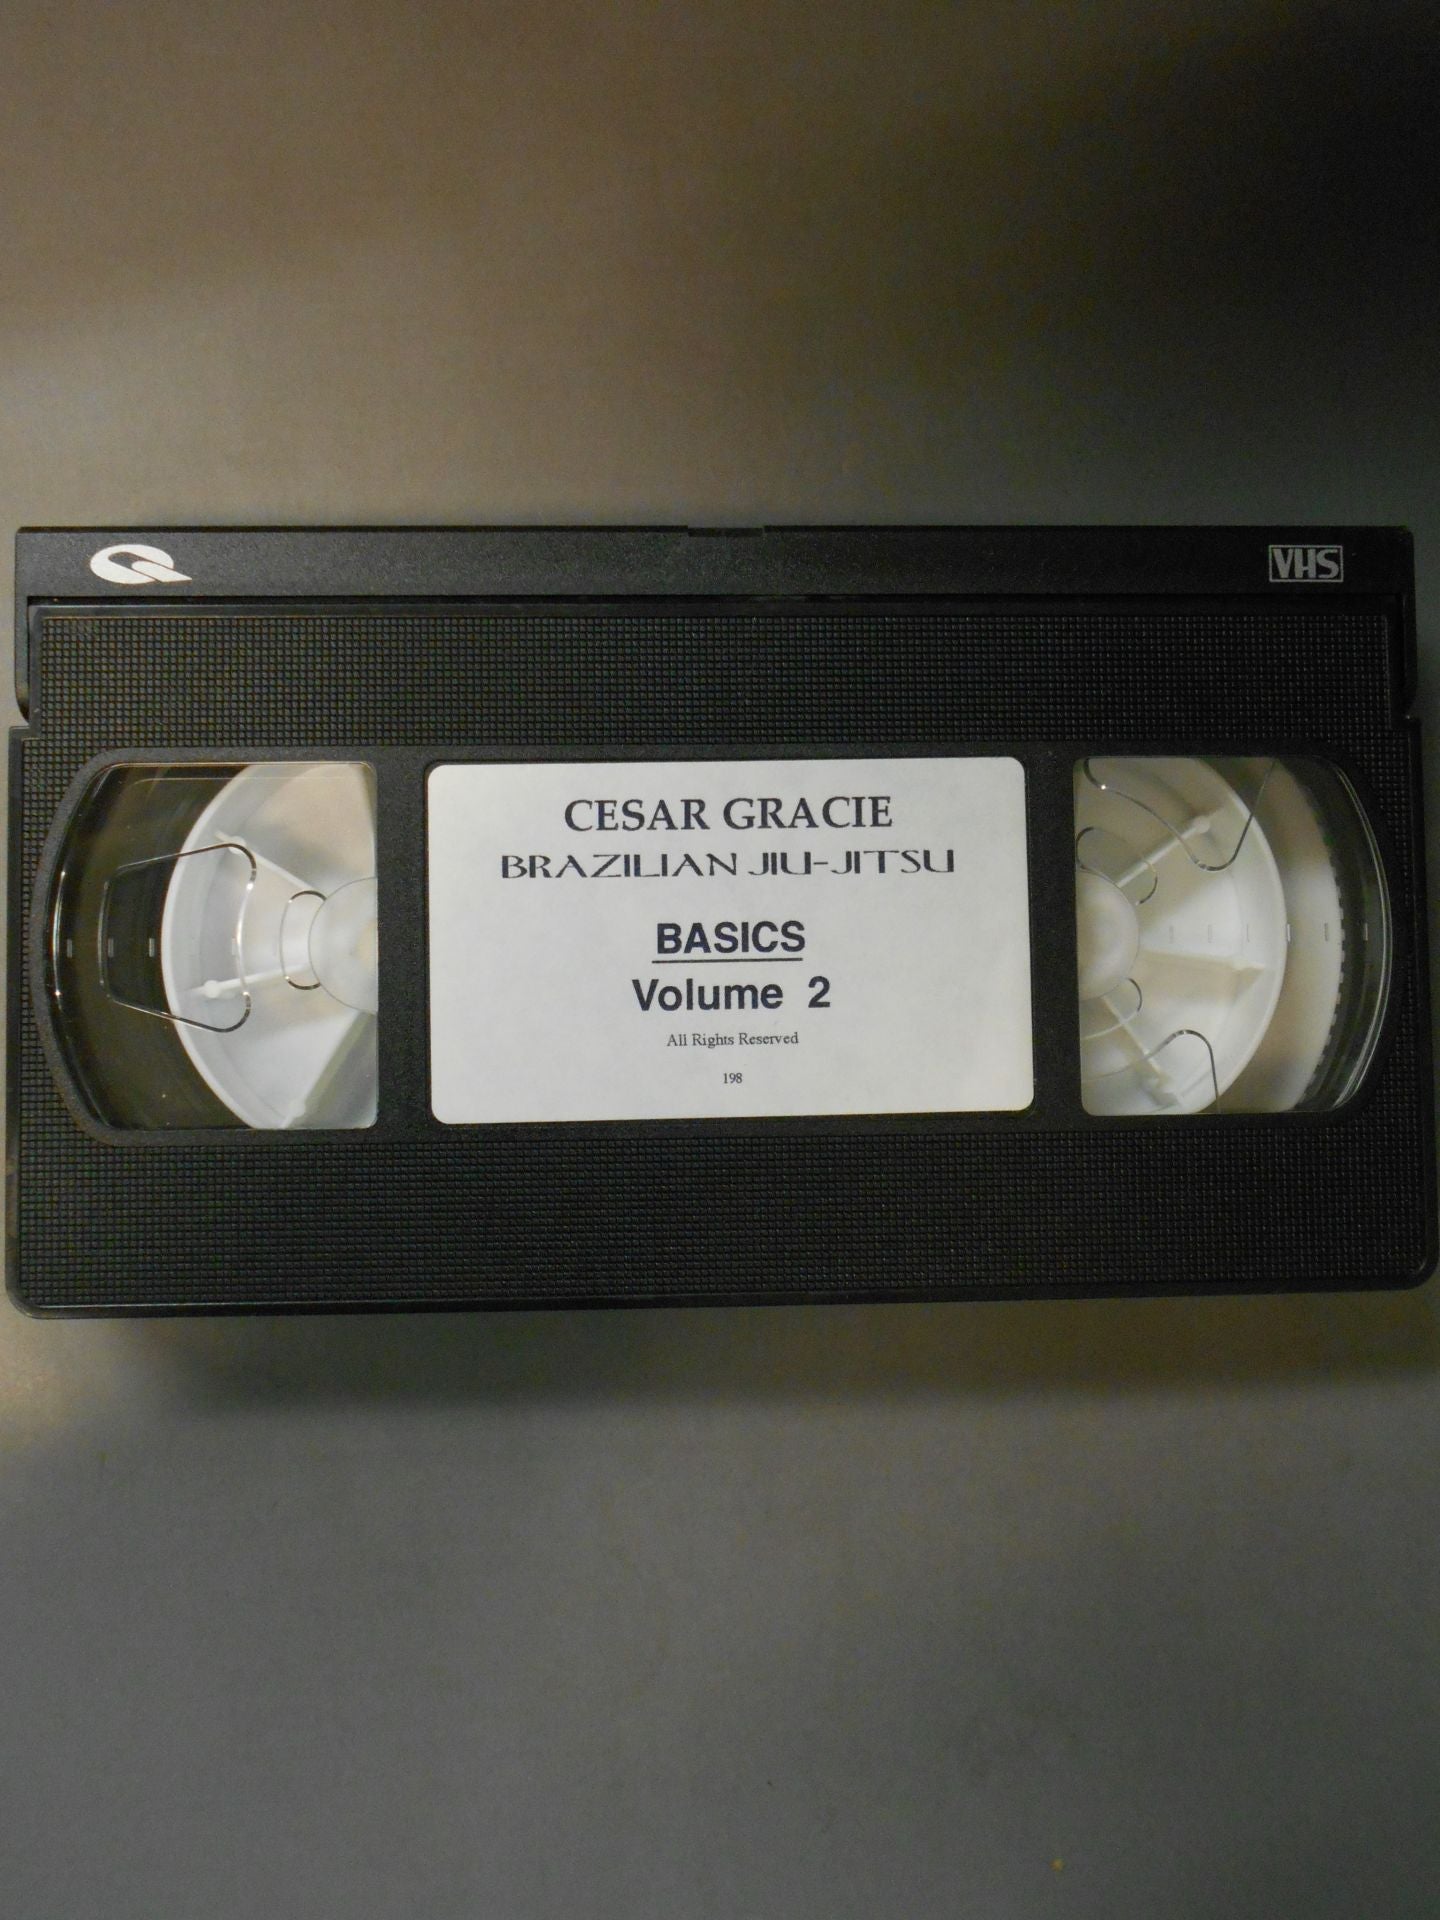 VHS
CESAR GRACIE
BRAZILIAN JIU-JITSU
BASICS
Volume 2
All Rights Reserved
198